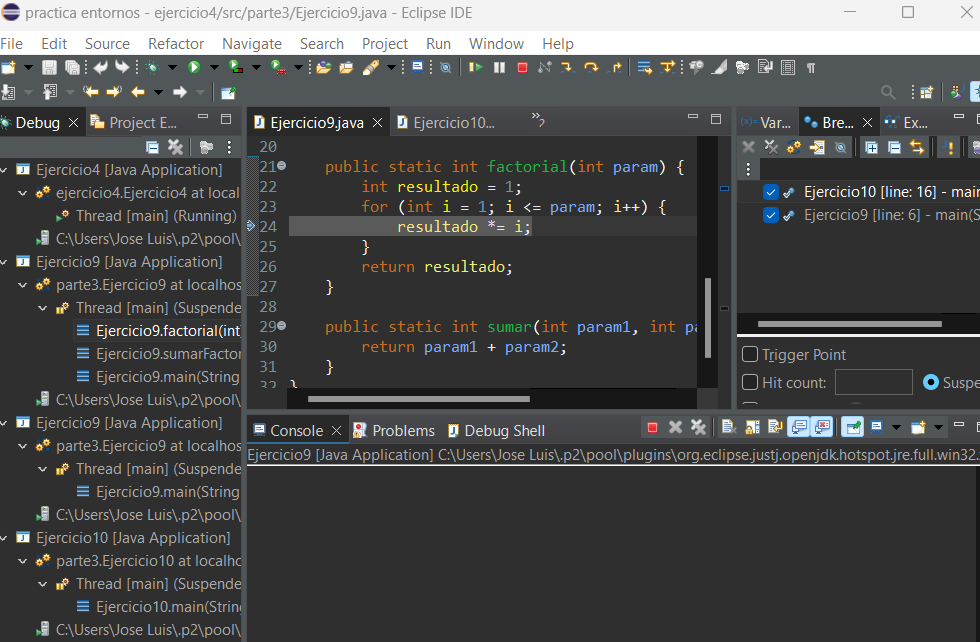 practica entornos - ejercicio4/src/parte3/Ejercicio9.java - Eclipse IDE
File Edit Source Refactor Navigate Search Project Run Window Help
Debug Project E...
Ejercicio4 [Java Application]
ejercicio4.Ejercicio4 at local
Thread [main] (Running)
C:\Users\Jose Luis\.p2\pool\
Ejercicio9 [Java Application]
parte3.Ejercicio9 at localhos
Thread [main] (Suspende
Ejercicio9.factorial(int
Ejercicio9.sumarFactor
Ejercicio9.main(String
C:\Users\Jose Luis\.p2\pool\
Ejercicio9 [Java Application]
parte3.Ejercicio9 at localhos
Thread [main] (Suspende
Ejercicio9.main(String
C:\Users\Jose Luis\.p2\pool\
Ejercicio10 [Java Application]
parte3.Ejercicio10 at localhc
Thread [main] (Suspende
Ejercicio10.main(String
C:\Users\Jose Luis\.p2\pool\
Ejercicio9.java Ejercicio10... »7
20
21 public static int factorial(int param) {
22 int resultado = 1;
23 for (int i = 1; i <= param; i++) {
24 resultado *= i;
25 }
26 return resultado;
27 }
28
29 public static int sumar(int param1, int pa
30 return param1 + param2;
31 }
32 }
Var... Bre... Ex...
Ejercicio10 [line: 16] - main
Ejercicio9 [line: 6] - main(S
Trigger Point
Hit count: Suspe
Console Problems Debug Shell
Ejercicio9 [Java Application] C:\Users\Jose Luis\.p2\pool\plugins\org.eclipse.justj.openjdk.hotspot.jre.full.win32.